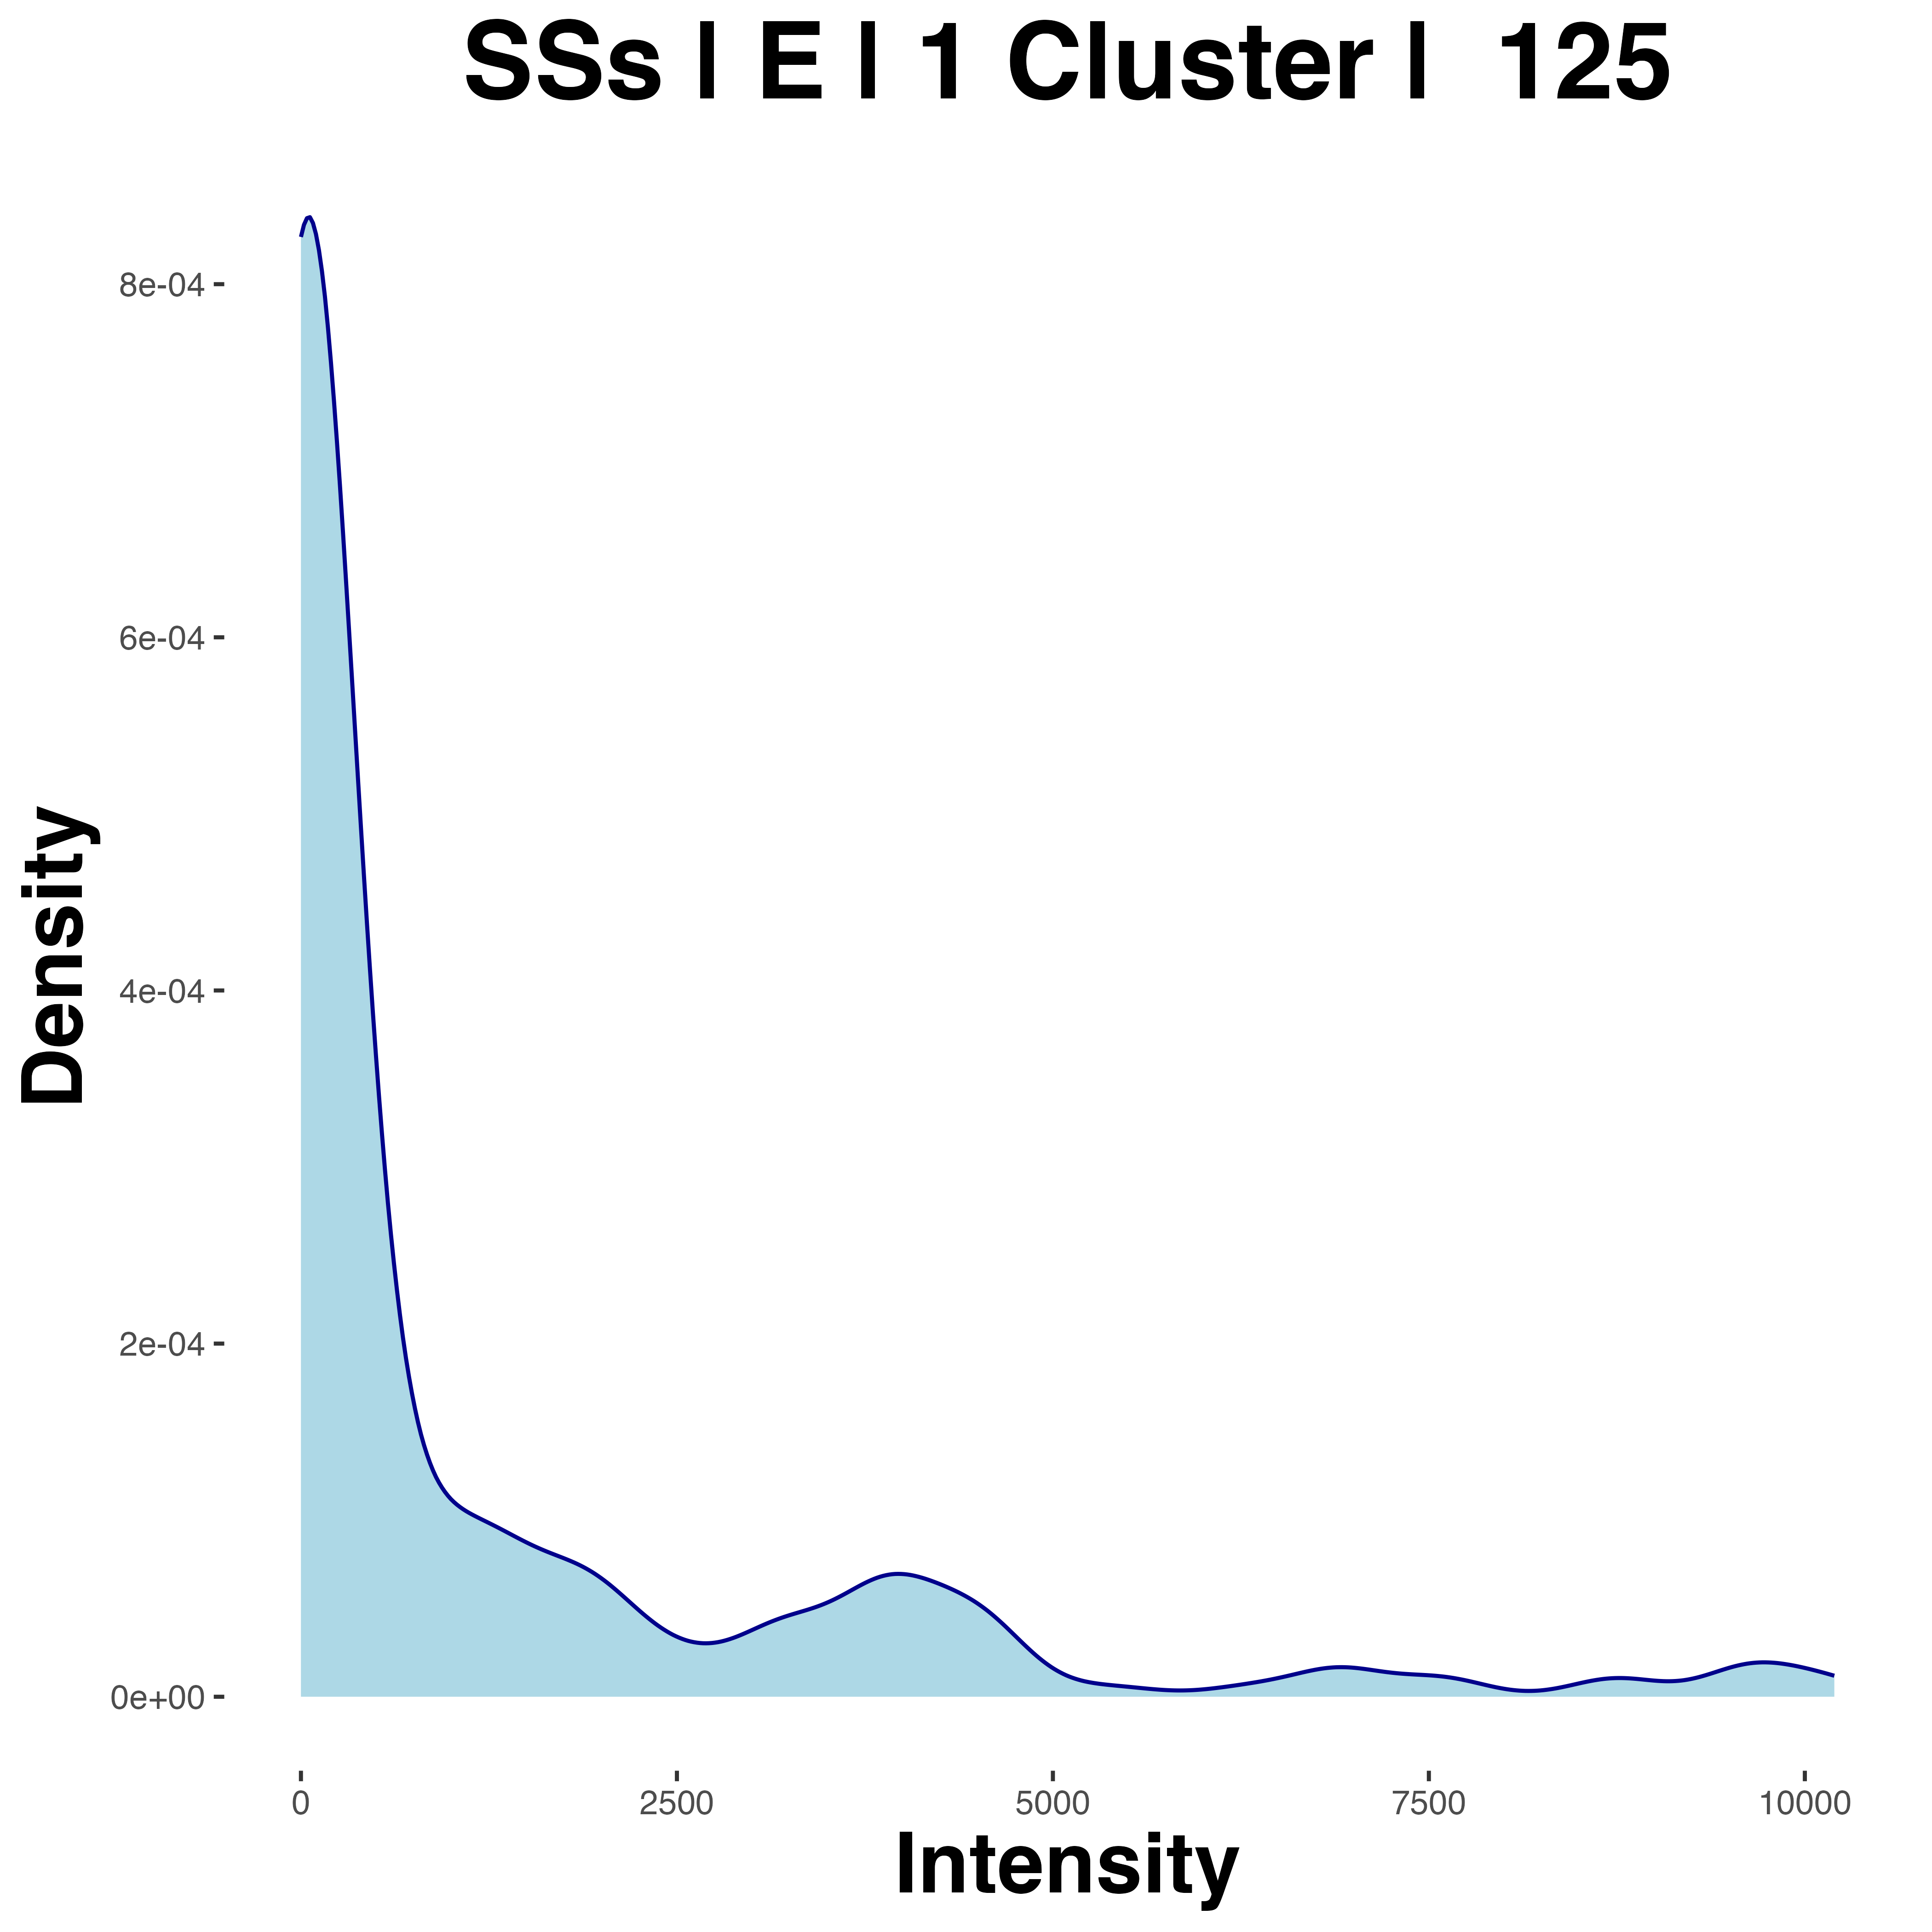 SSs | E | 1 Cluster |  125
Density
8e-04
6e-04
4e-04
2e-04
0e+00
0 2500 5000 7500 10000
Intensity